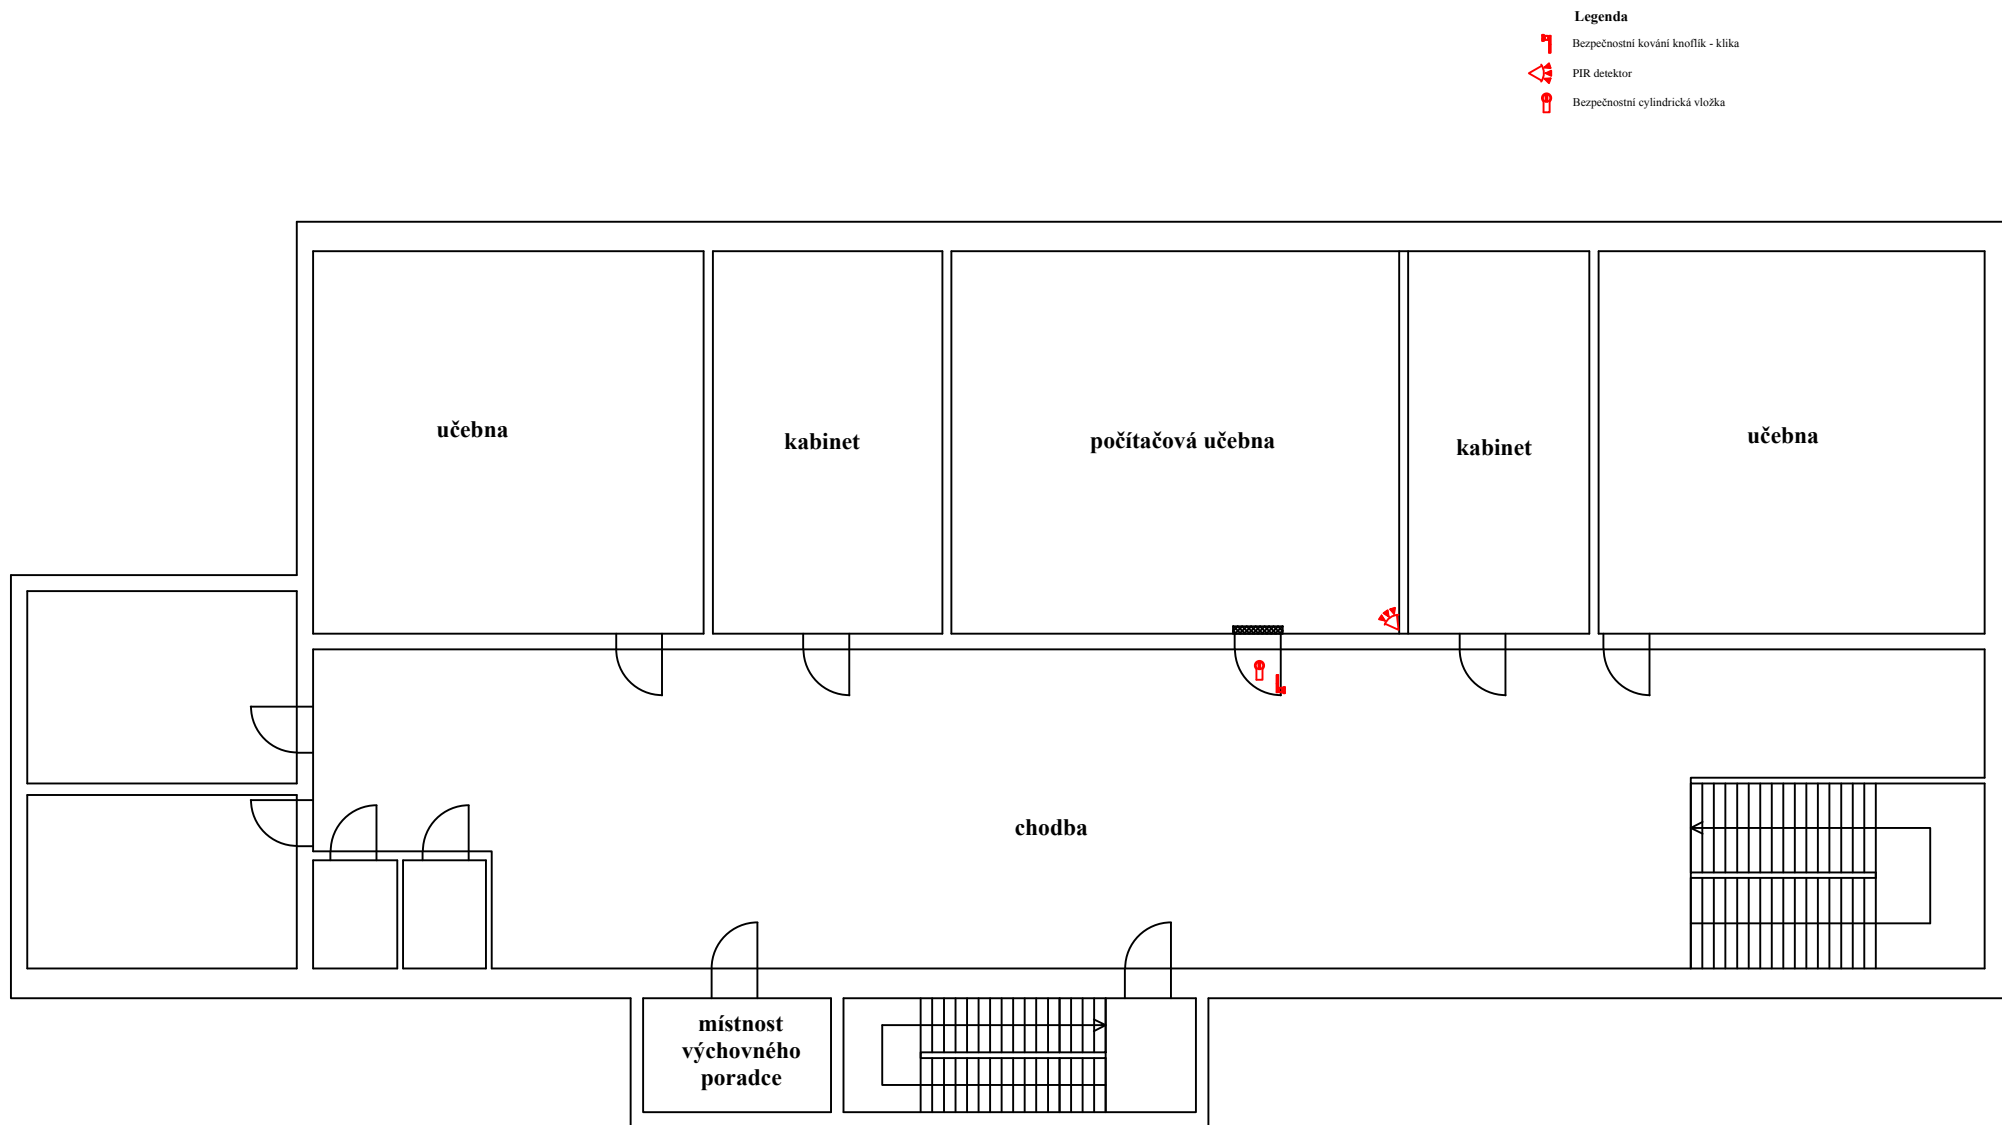 Legenda
Bezpečnostní kování knoflík - klika
PIR detektor
Bezpečnostní cylindrická vložka
učebna
kabinet
počítačová učebna
kabinet
učebna
chodba
místnost
výchovného
poradce